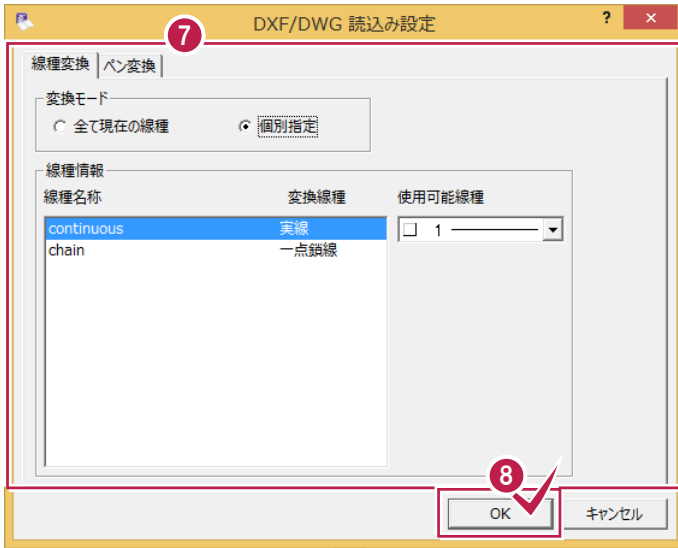 DXF/DWG 読込み設定
? ×
7
線種変換 ペン変換
変換モード
全て現在の線種 個別指定
線種情報
線種名称 変換線種 使用可能線種
continuous 実線 1
chain 一点鎖線
8
OK キャンセル